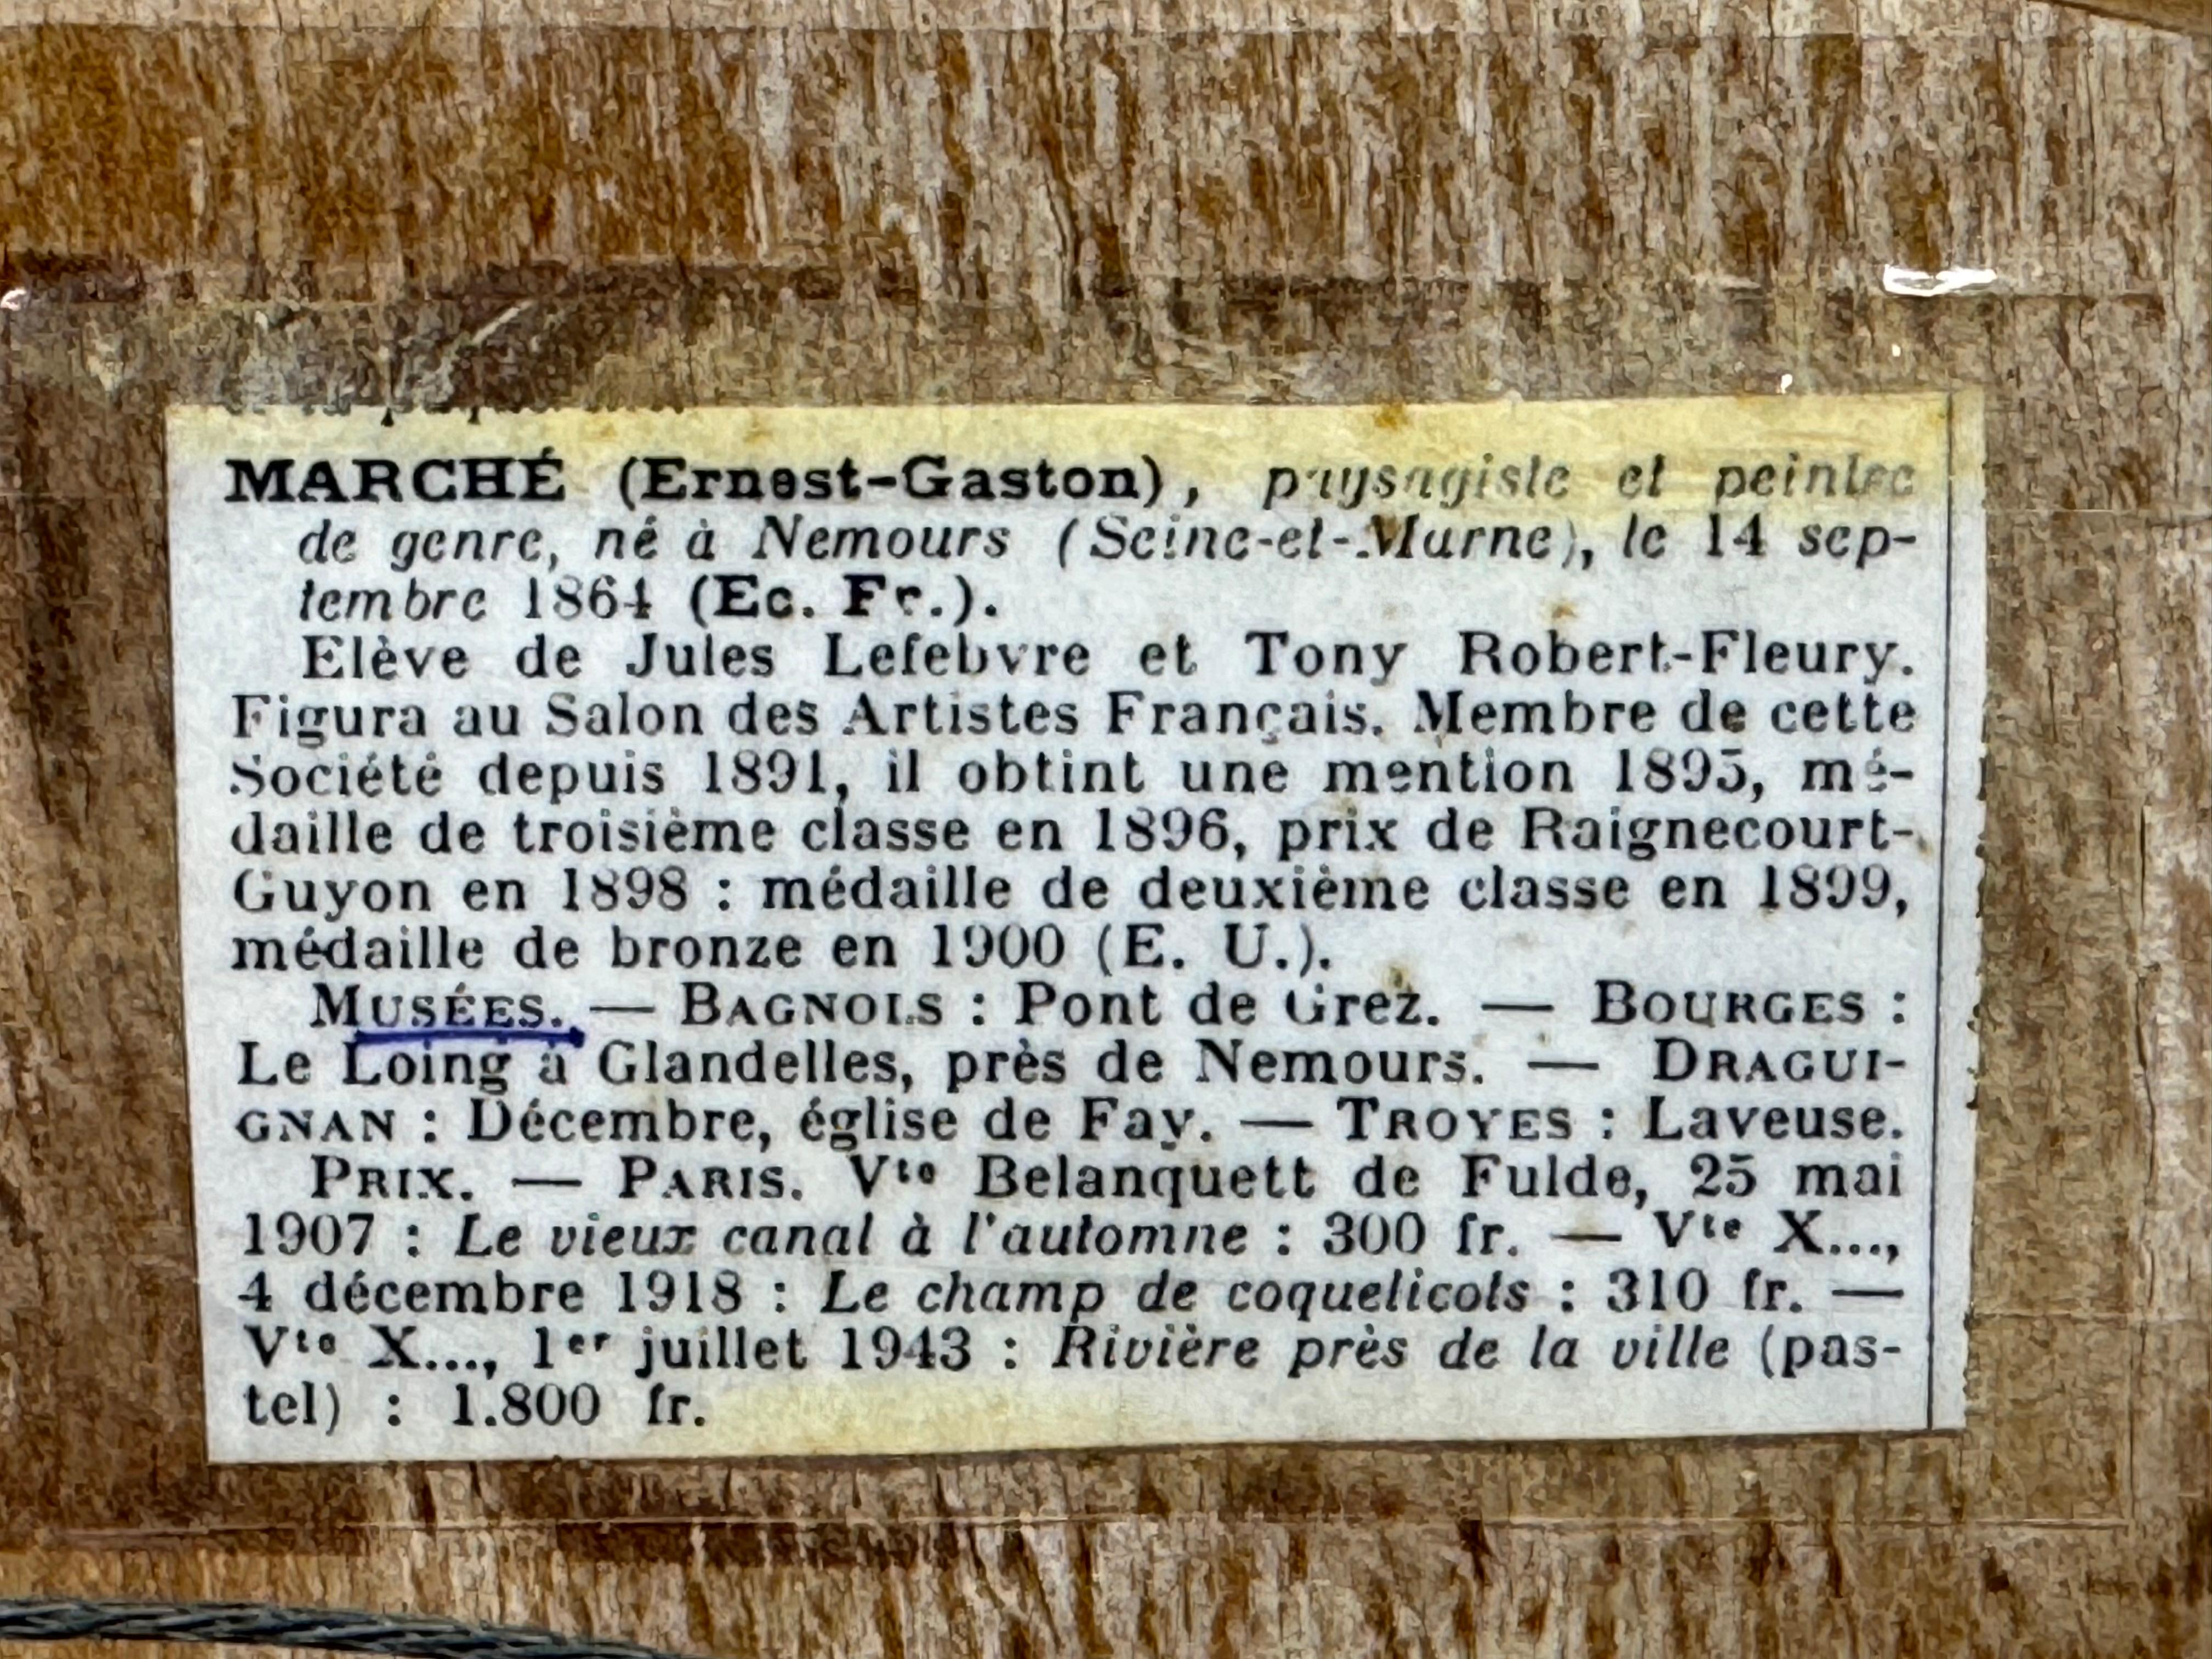 MARCHÉ (Ernest-Gaston), paysagiste et peintre
de genre, né à Nemours (Seine-et-Marne), le 14 sep-
tembre 1864 (Ec. Fr.).
Elève de Jules Lefebvre et Tony Robert-Fleury.
Figura au Salon des Artistes Français. Membre de cette
Société depuis 1891, il obtint une mention 1895, mé-
daille de troisième classe en 1896, prix de Raignecourt-
Guyon en 1898 : médaille de deuxième classe en 1899,
médaille de bronze en 1900 (E. U.).
MUSÉES. — BAGNOLS : Pont de Grez. — BOURGES :
Le Loing à Glandelles, près de Nemours. — DRAGUI-
GNAN : Décembre, église de Fay. — TROYES : Laveuse.
PRIX. — PARIS. Vte Belanquett de Fulde, 25 mai
1907 : Le vieux canal à l'automne : 300 fr. — Vte X...,
4 décembre 1918 : Le champ de coquelicots : 310 fr. —
Vte X..., 1er juillet 1943 : Rivière près de la ville (pas-
tel) : 1.800 fr.